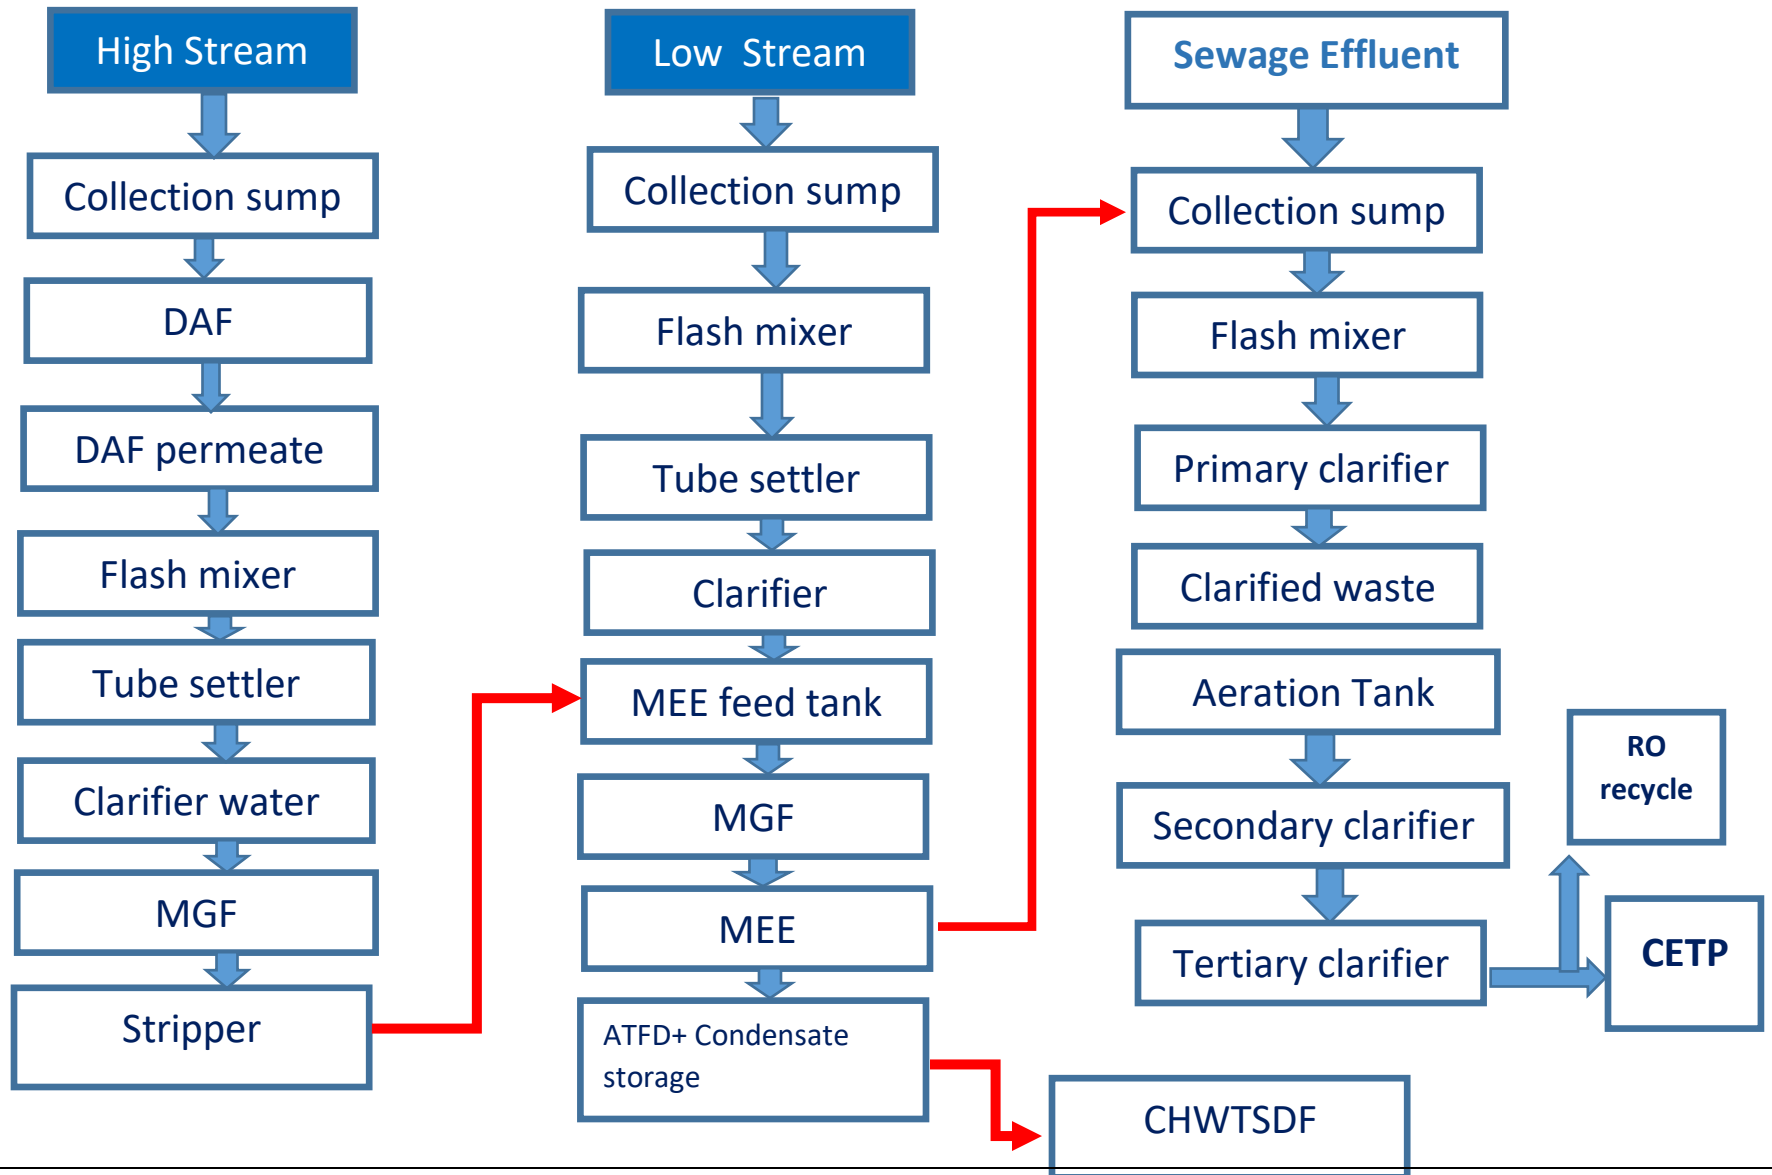 High Stream
Collection sump
DAF
DAF permeate
Flash mixer
Tube settler
Clarifier water
MGF
Stripper
Low  Stream
Collection sump
Flash mixer
Tube settler
Clarifier
MEE feed tank
MGF
MEE
ATFD+ Condensate
storage
Sewage Effluent
Collection sump
Flash mixer
Primary clarifier
Clarified waste
Aeration Tank
Secondary clarifier
Tertiary clarifier
RO
recycle
CETP
CHWTSDF